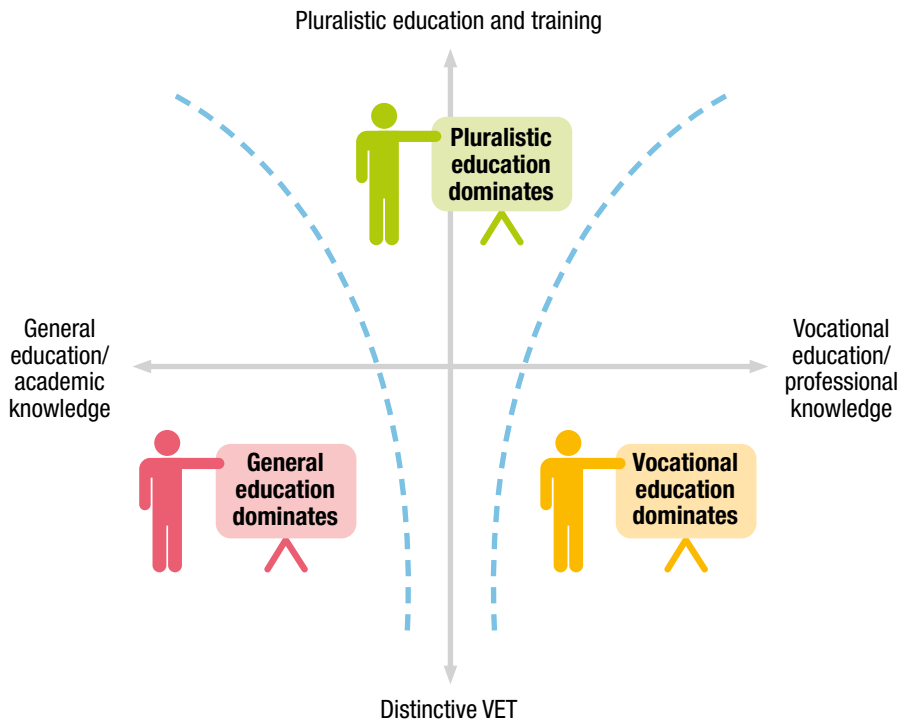 Pluralistic education and training
Pluralistic
education
dominates
General
education/
academic
knowledge
Vocational
education/
professional
knowledge
General
education
dominates
Vocational
education
dominates
Distinctive VET